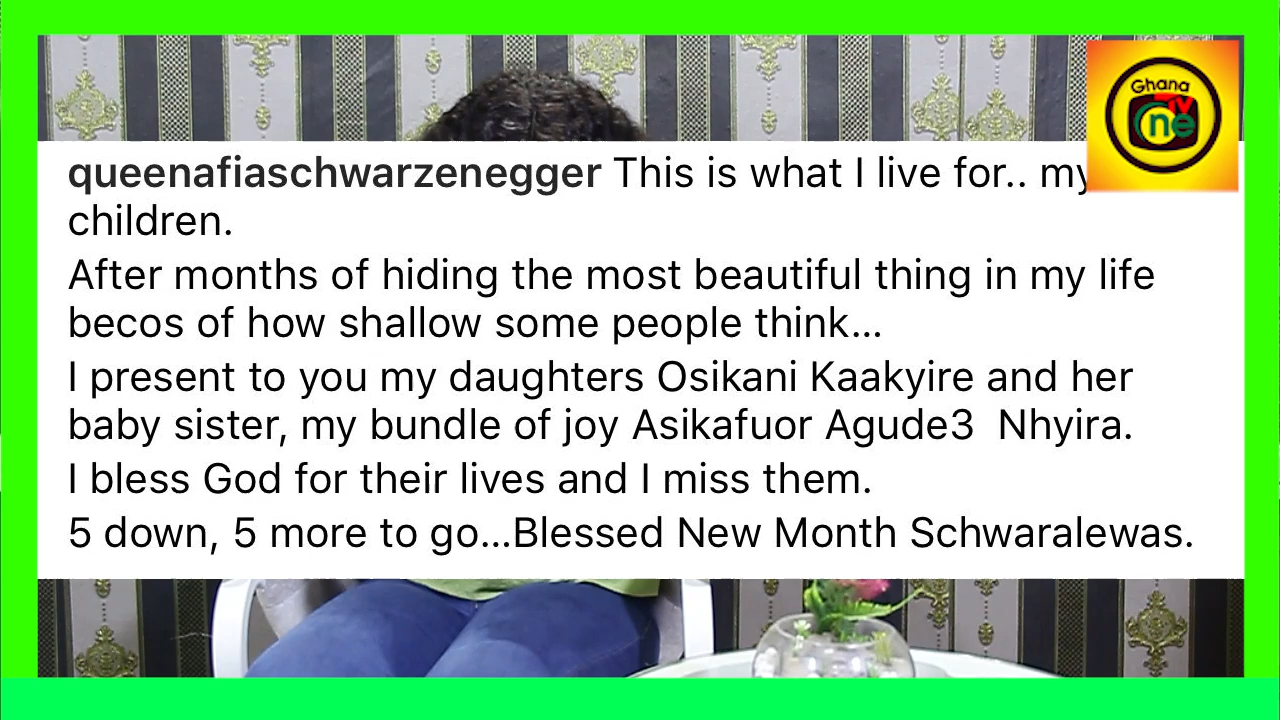 Ghana
TV
One
queenafiaschwarzenegger This is what I live for.. my
children.
After months of hiding the most beautiful thing in my life
becos of how shallow some people think...
I present to you my daughters Osikani Kaakyire and her
baby sister, my bundle of joy Asikafuor Agude3 Nhyira.
I bless God for their lives and I miss them.
5 down, 5 more to go...Blessed New Month Schwaralewas.